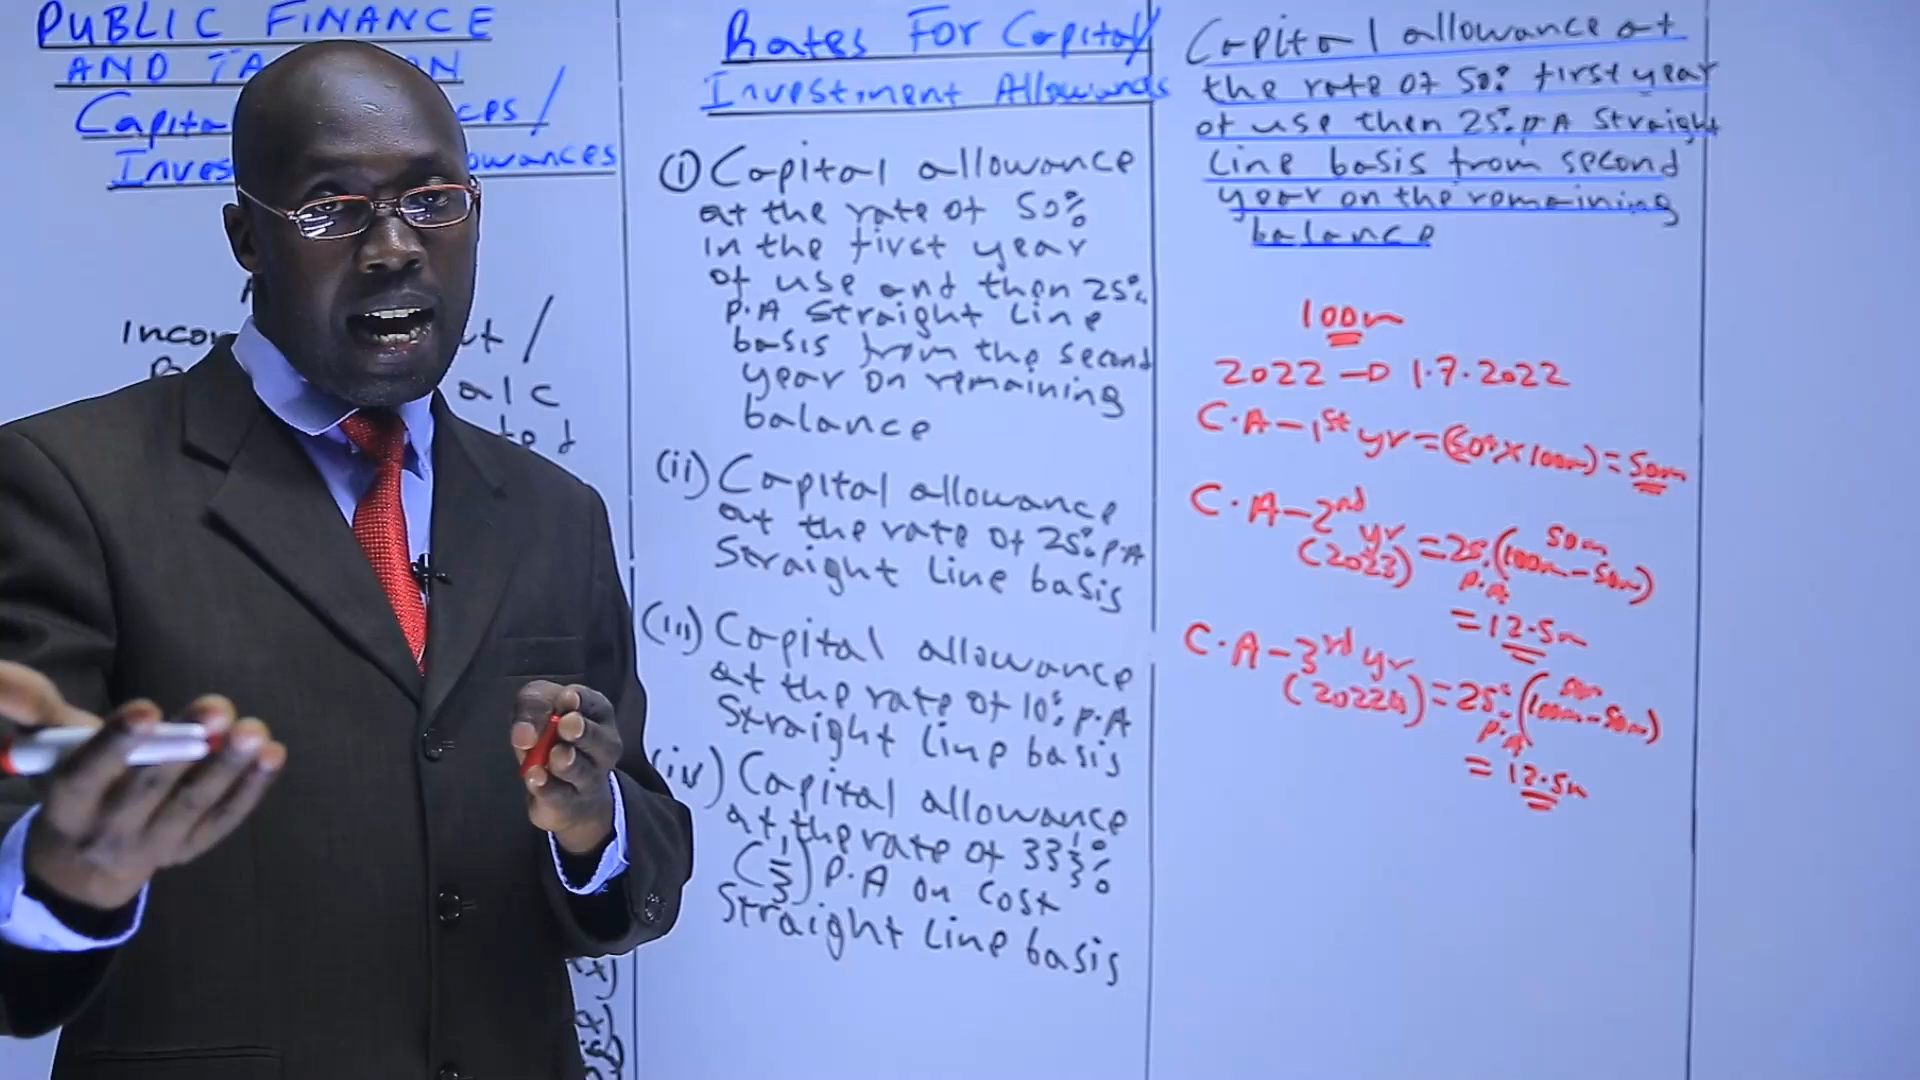 PUBLIC FINANCE
AND
Capita ces/
Inves owances
Incom t/
alc
ted
Rates For Capital/
Investment Allowances
(i) Capital allowance
at the rate of 50%
in the first year
of use and then 25%
P.A Straight Line
basis from the second
year on remaining
balance
(ii) Capital allowance
at the rate of 25% P.A
Straight Line basis
(iii) Capital allowance
at the rate of 10% P.A
Straight Line basis
(iv) Capital allowance
at the rate of 33⅓%
(⅓) P.A on Cost
Straight Line basis
Capital allowance at
the rate of 50% first year
of use then 25% P.A Straight
Line basis from second
year on the remaining
balance
100m
2022 → 1.7.2022
C.A-1st yr = (50% x 100m) = 50m
C.A-2nd
yr
(2023) = 25% (100m-50m)
50m
P.A
= 12.5m
C.A-3rd yr
= 25% (100m-50m)
50m
P.A
= 12.5m